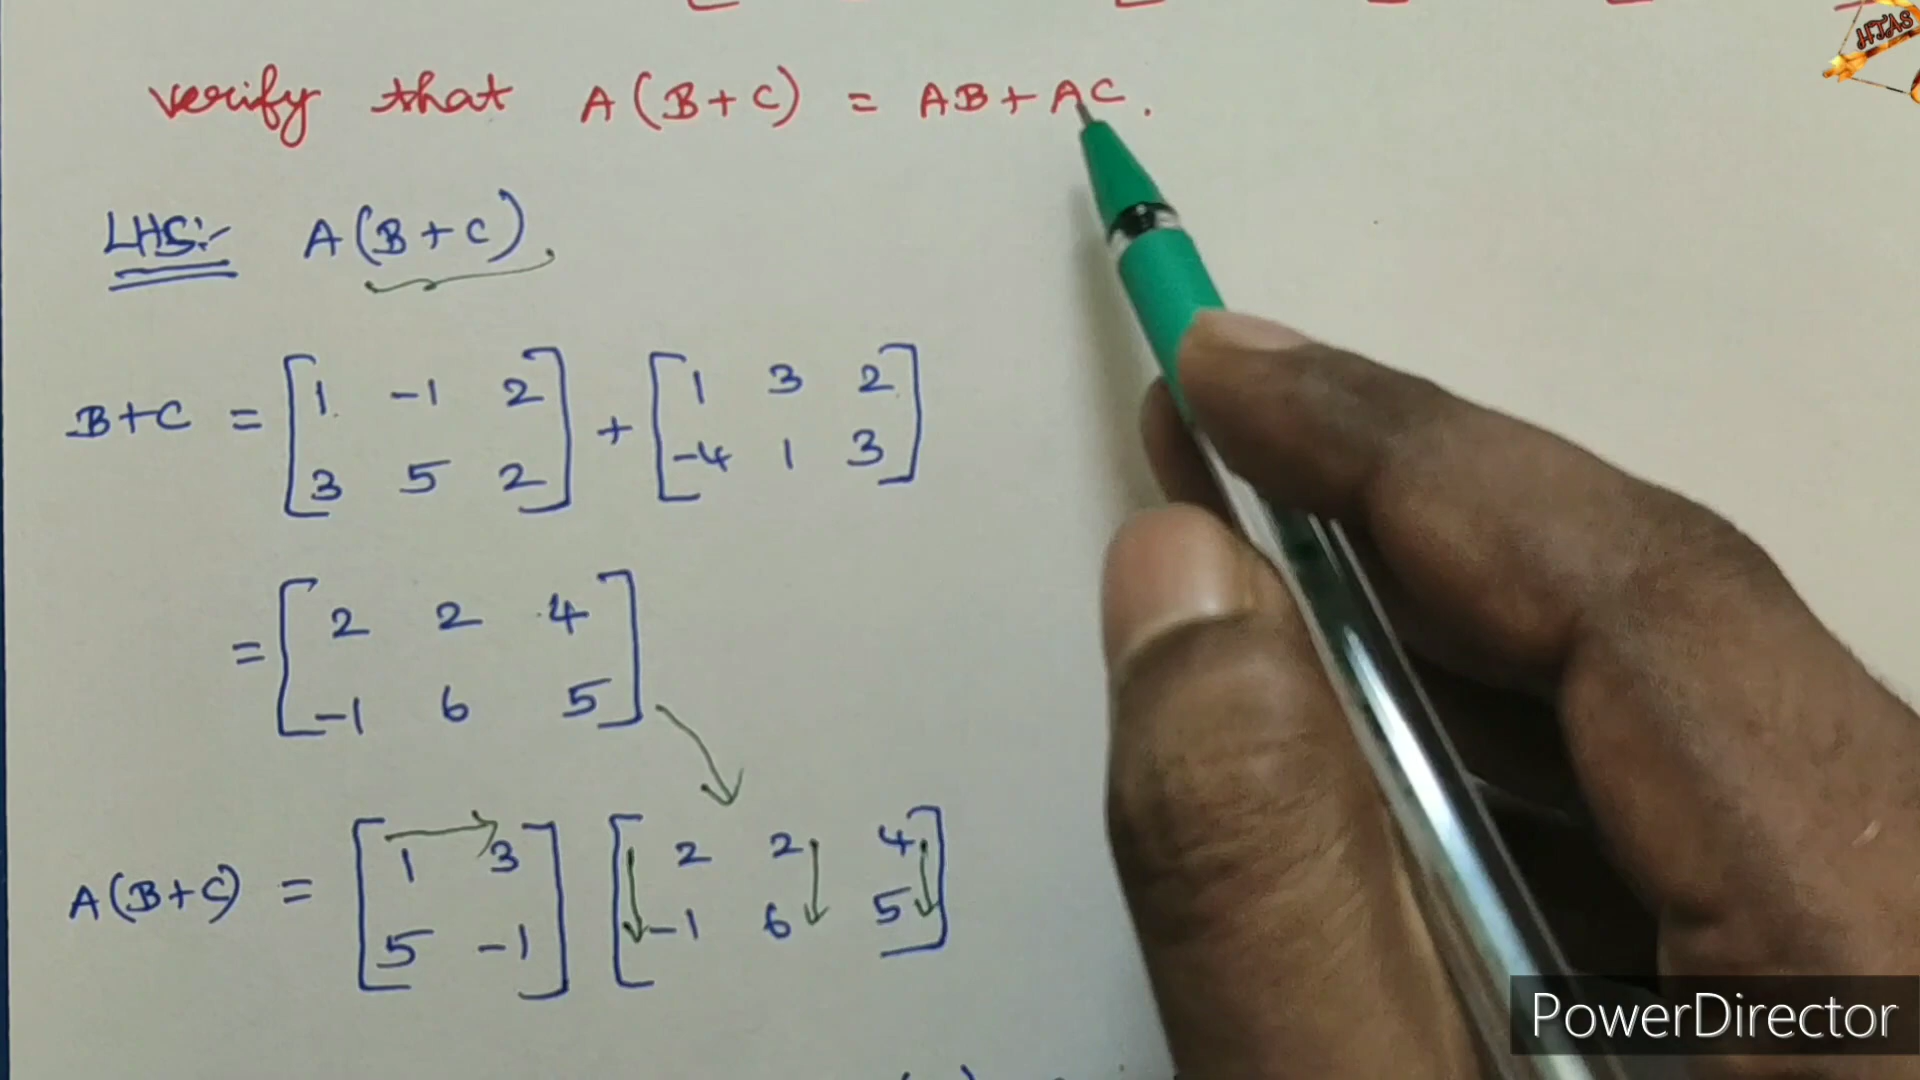 HTAS
verify that A(B+C) = AB+AC.
LHS:- A(B+C).
B+C = [1 -1 2 + [1 3 2
3 5 2] -4 1 3]
= [2 2 4
-1 6 5]
A(B+C) = [1 3 [2 2 4
5 -1] -1 6 5]
PowerDirector